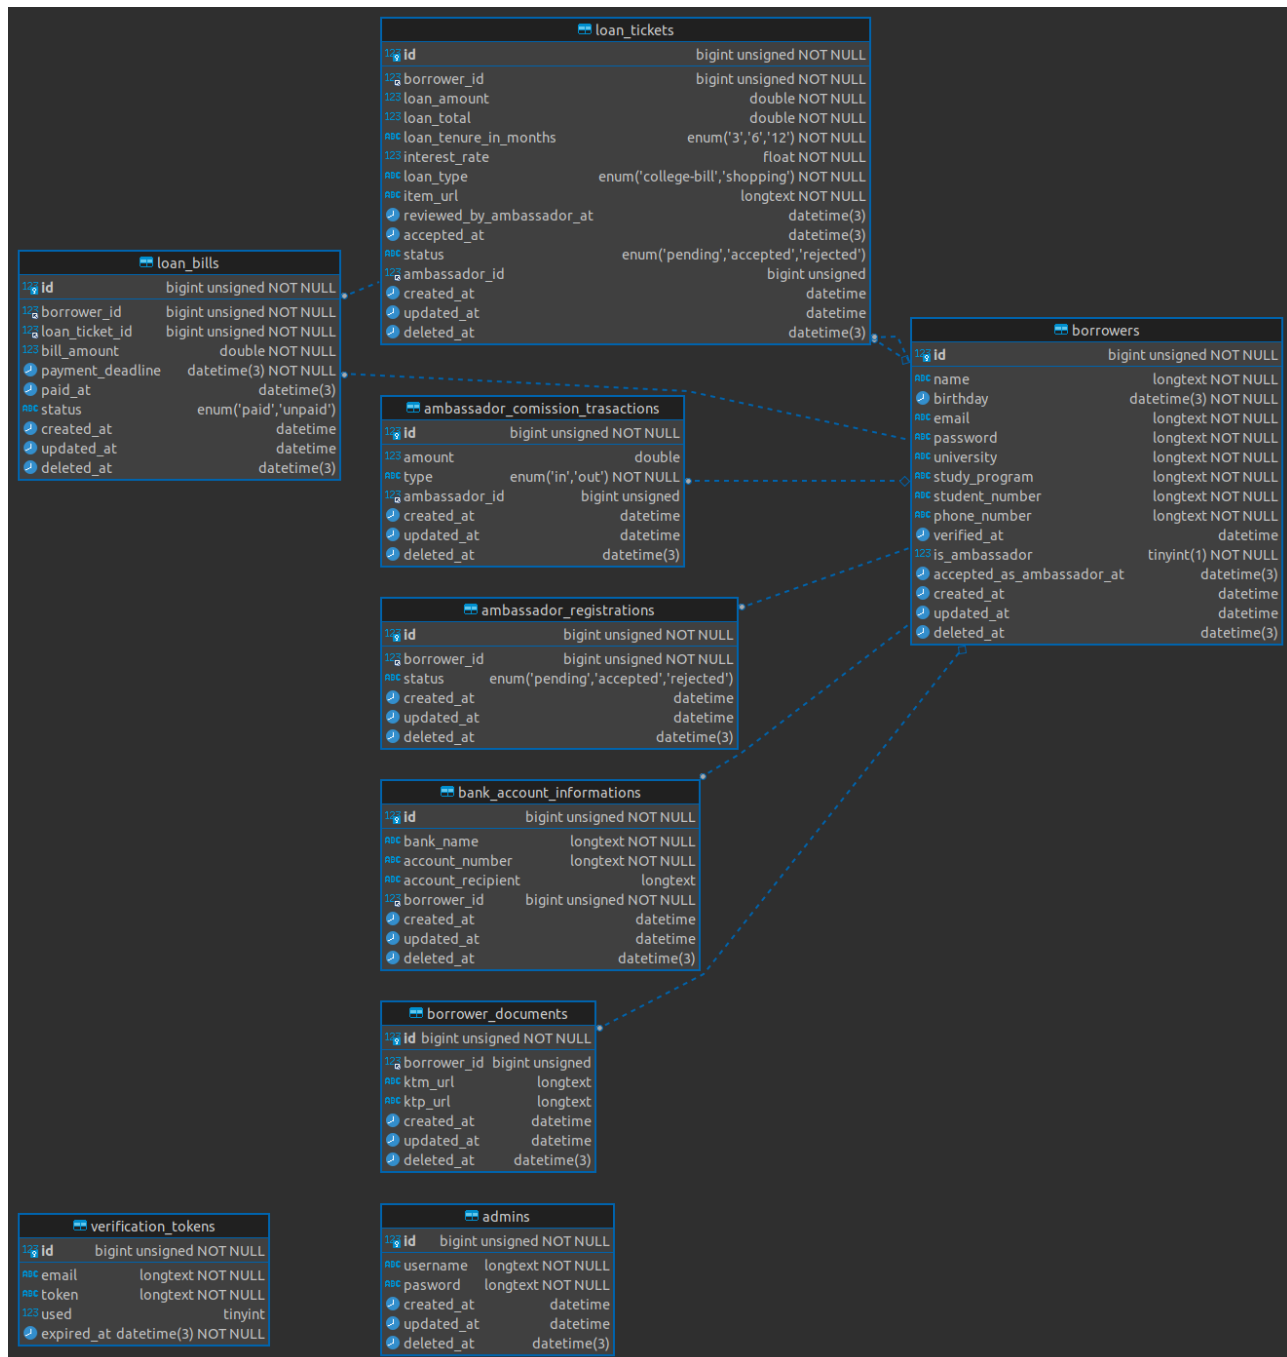 loan_tickets
id bigint unsigned NOT NULL
borrower_id bigint unsigned NOT NULL
loan_amount double NOT NULL
loan_total double NOT NULL
loan_tenure_in_months enum('3','6','12') NOT NULL
interest_rate float NOT NULL
loan_type enum('college-bill','shopping') NOT NULL
item_url longtext NOT NULL
reviewed_by_ambassador_at datetime(3)
accepted_at datetime(3)
status enum('pending','accepted','rejected')
ambassador_id bigint unsigned
created_at datetime
updated_at datetime
deleted_at datetime(3)
loan_bills
id bigint unsigned NOT NULL
borrower_id bigint unsigned NOT NULL
loan_ticket_id bigint unsigned NOT NULL
bill_amount double NOT NULL
payment_deadline datetime(3) NOT NULL
paid_at datetime(3)
status enum('paid','unpaid')
created_at datetime
updated_at datetime
deleted_at datetime(3)
borrowers
id bigint unsigned NOT NULL
name longtext NOT NULL
birthday datetime(3) NOT NULL
email longtext NOT NULL
password longtext NOT NULL
university longtext NOT NULL
study_program longtext NOT NULL
student_number longtext NOT NULL
phone_number longtext NOT NULL
verified_at datetime
is_ambassador tinyint(1) NOT NULL
accepted_as_ambassador_at datetime(3)
created_at datetime
updated_at datetime
deleted_at datetime(3)
ambassador_comission_trasactions
id bigint unsigned NOT NULL
amount double
type enum('in','out') NOT NULL
ambassador_id bigint unsigned
created_at datetime
updated_at datetime
deleted_at datetime(3)
ambassador_registrations
id bigint unsigned NOT NULL
borrower_id bigint unsigned NOT NULL
status enum('pending','accepted','rejected')
created_at datetime
updated_at datetime
deleted_at datetime(3)
bank_account_informations
id bigint unsigned NOT NULL
bank_name longtext NOT NULL
account_number longtext NOT NULL
account_recipient longtext
borrower_id bigint unsigned NOT NULL
created_at datetime
updated_at datetime
deleted_at datetime(3)
borrower_documents
id bigint unsigned NOT NULL
borrower_id bigint unsigned
ktm_url longtext
ktp_url longtext
created_at datetime
updated_at datetime
deleted_at datetime(3)
verification_tokens
id bigint unsigned NOT NULL
email longtext NOT NULL
token longtext NOT NULL
used tinyint
expired_at datetime(3) NOT NULL
admins
id bigint unsigned NOT NULL
username longtext NOT NULL
pasword longtext NOT NULL
created_at datetime
updated_at datetime
deleted_at datetime(3)